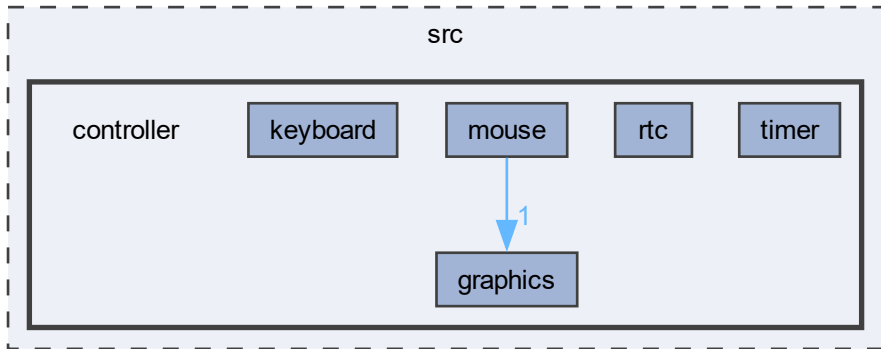 src
controller
keyboard
mouse
rtc
timer
1
graphics